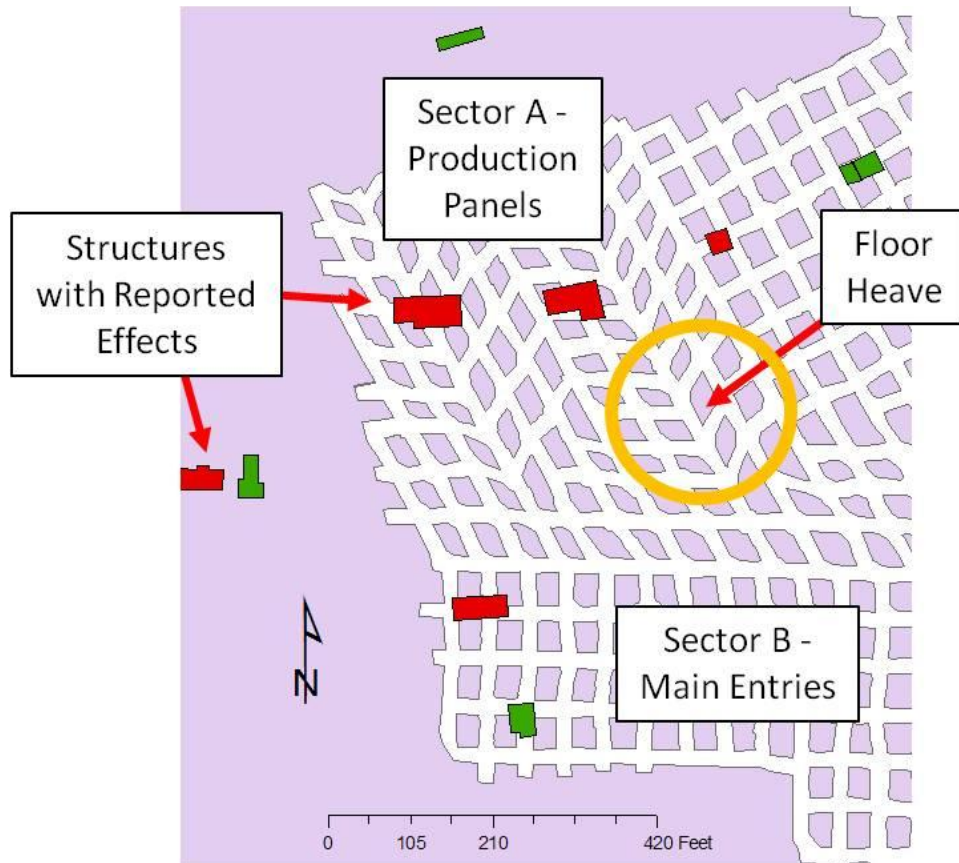 Sector A -
Production
Panels
Structures
with Reported
Effects
Floor
Heave
Sector B -
Main Entries
N
0 105 210 420 Feet